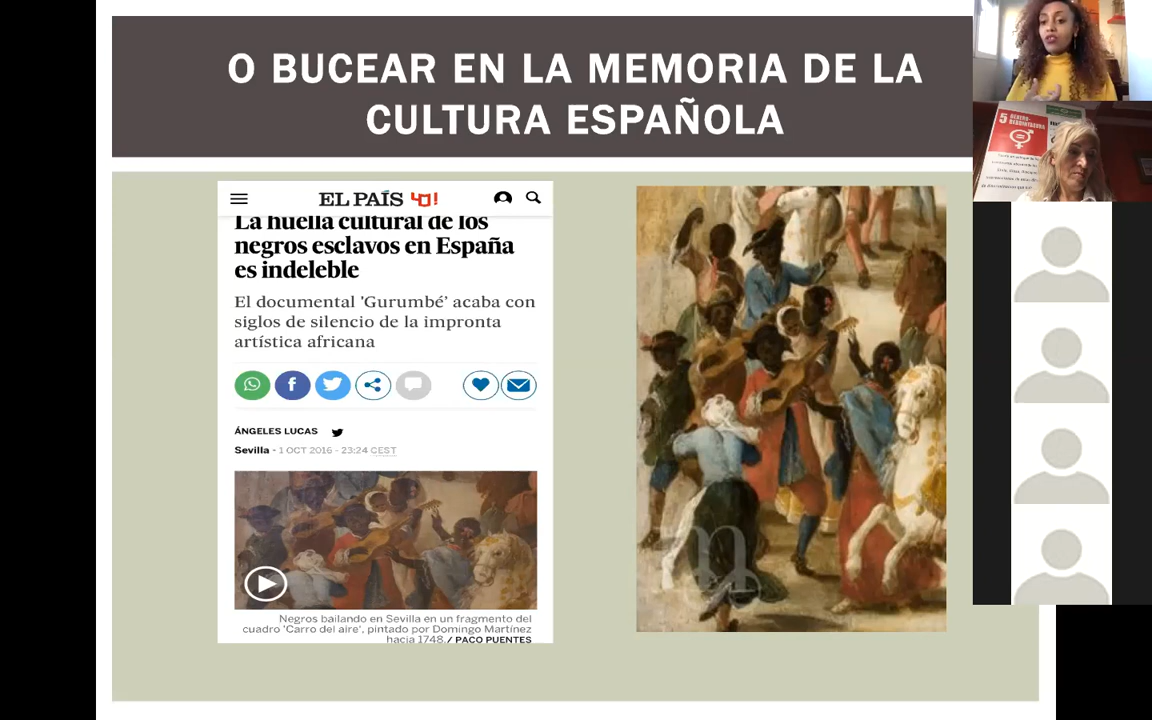 O BUCEAR EN LA MEMORIA DE LA
CULTURA ESPAÑOLA
EL PAÍS 40!
La huella cultural de los
negros esclavos en España
es indeleble
El documental 'Gurumbé' acaba con
siglos de silencio de la impronta
artística africana
ÁNGELES LUCAS
Sevilla - 1 OCT 2016 - 23:24 CEST
Negros bailando en Sevilla en un fragmento del
cuadro 'Carro del aire', pintado por Domingo Martínez
hacia 1748. / PACO PUENTES
5